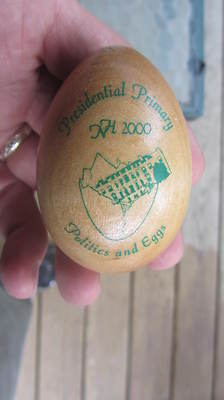 Presidential Primary
NH 2000
Politics and Eggs